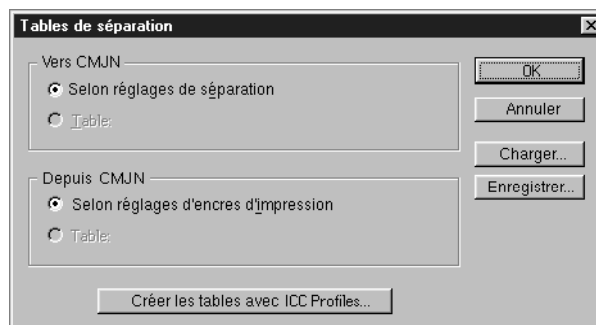 Tables de séparation
Vers CMJN
Selon réglages de séparation
Table:
Depuis CMJN
Selon réglages d'encres d'impression
Table:
Créer les tables avec ICC Profiles...
OK
Annuler
Charger...
Enregistrer...